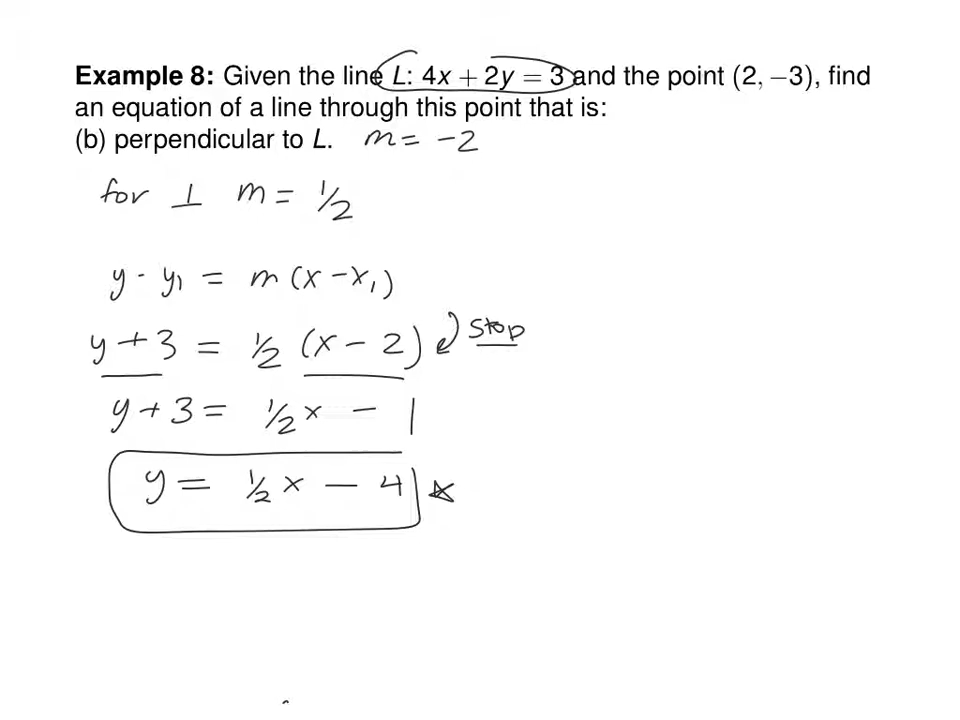 Example 8: Given the line L: 4x + 2y = 3 and the point (2, −3), find
an equation of a line through this point that is:
(b) perpendicular to L. m = -2
for ⊥ m = 1/2
y - y₁ = m (x - x₁)
y + 3 = 1/2 (x - 2) Stop
y + 3 = 1/2 x - 1
y = 1/2 x - 4